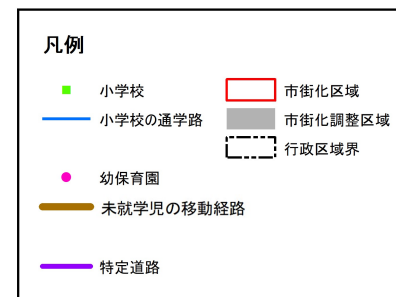 凡例
小学校
小学校の通学路
幼保育園
未就学児の移動経路
特定道路
市街化区域
市街化調整区域
行政区域界